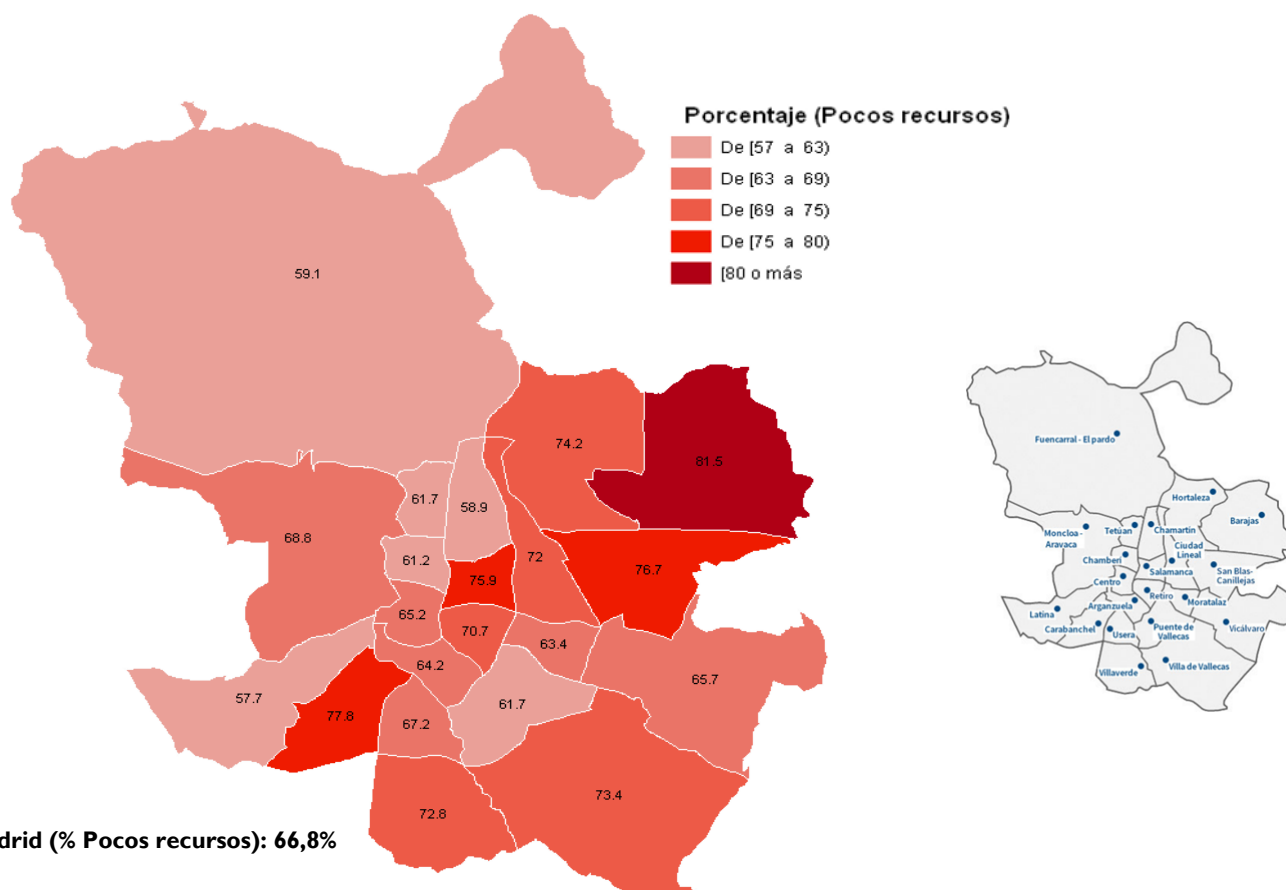 Porcentaje (Pocos recursos)
De [57 a 63)
De [63 a 69)
De [69 a 75)
De [75 a 80)
[80 o más
59.1
74.2
81.5
61.7
58.9
68.8
61.2
72
76.7
75.9
65.2
70.7
63.4
64.2
65.7
57.7
61.7
77.8
67.2
73.4
72.8
drid (% Pocos recursos): 66,8%
Fuencarral - El pardo
Hortaleza
Barajas
Moncloa-
Aravaca
Tetúan
Chamartín
Ciudad
Lineal
Chamberí
Salamanca
San Blas-
Canillejas
Centro
Retiro
Moratalaz
Arganzuela
Latina
Carabanchel
Usera
Puente de
Vallecas
Vicálvaro
Villaverde
Villa de Vallecas